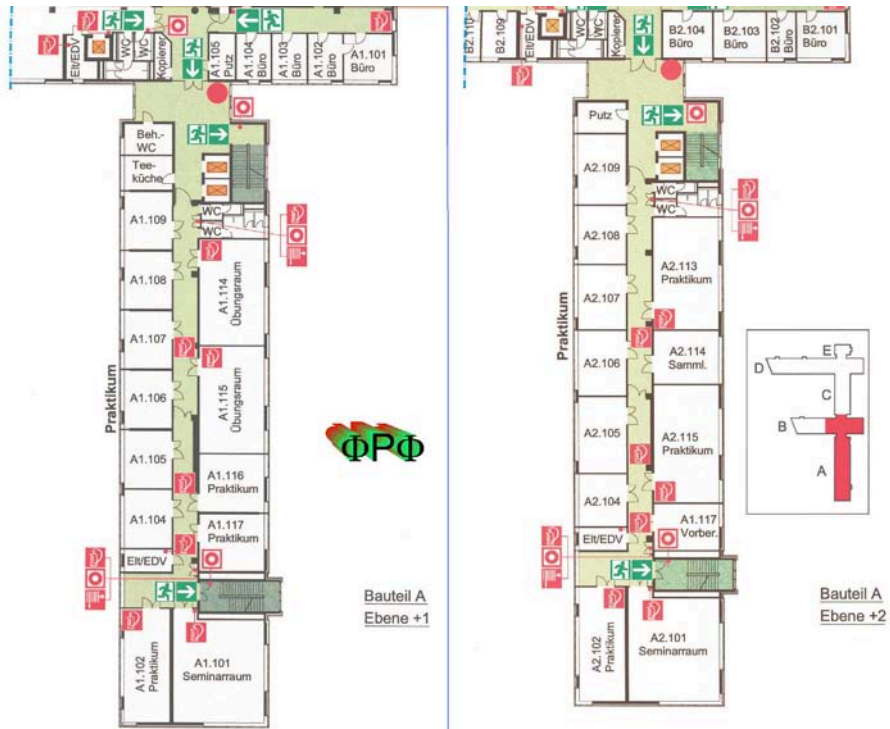 Elt/EDV
WC
WC
Kopierer
A1.105
Putz
A1.104
Büro
A1.103
Büro
A1.102
Büro
A1.101
Büro
Beh.-
WC
Tee-
küche
WC
WC
A1.109
A1.108
A1.107
A1.106
A1.105
A1.104
Praktikum
A1.114
Übungsraum
A1.115
Übungsraum
A1.116
Praktikum
A1.117
Praktikum
Elt/EDV
A1.102
Praktikum
A1.101
Seminarraum
Bauteil A
Ebene +1
ΦPΦ
B2.110
B2.109
Elt/EDV
WC
WC
Kopierer
B2.104
Büro
B2.103
Büro
B2.102
Büro
B2.101
Büro
Putz
WC
WC
A2.109
A2.108
A2.107
A2.106
A2.105
A2.104
Praktikum
A2.113
Praktikum
A2.114
Samml.
A2.115
Praktikum
A1.117
Vorber.
Elt/EDV
A2.102
Praktikum
A2.101
Seminarraum
E
D
C
B
A
Bauteil A
Ebene +2